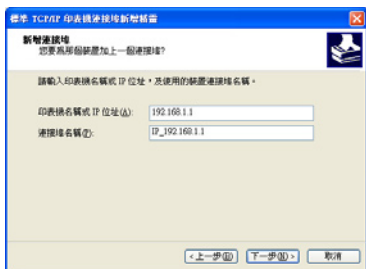 標準 TCP/IP 印表機連接埠新增精靈
新增連接埠
您要為那個裝置加上一個連接埠?
請輸入印表機名稱或 IP 位址，及使用的裝置連接埠名稱。
印表機名稱或 IP 位址(A):
192.168.1.1
連接埠名稱(P):
IP_192.168.1.1
<上一步(B)
下一步(N)>
取消